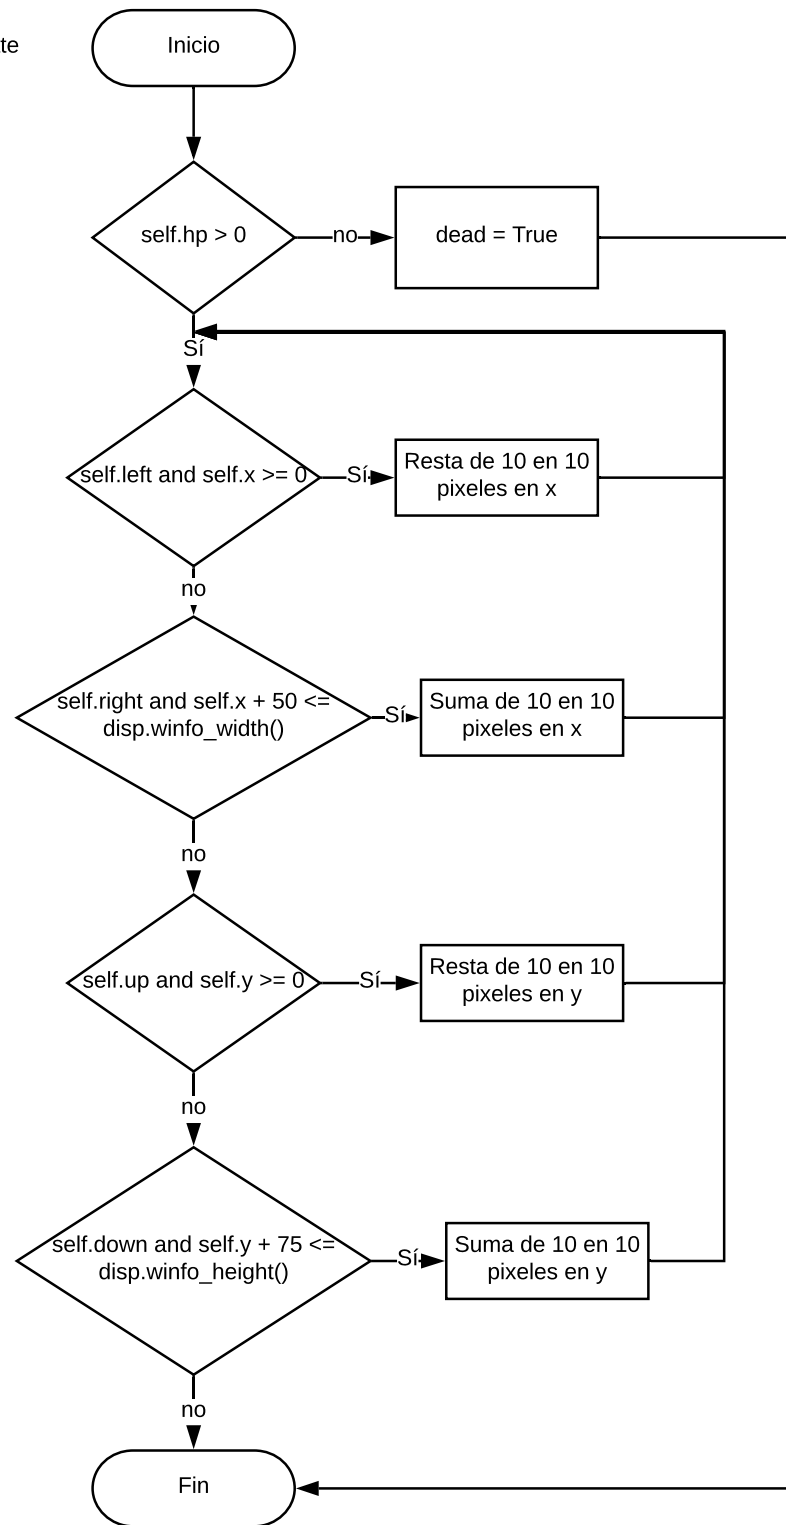 te
Inicio
self.hp > 0
no
dead = True
Sí
self.left and self.x >= 0
Sí
Resta de 10 en 10
pixeles en x
no
self.right and self.x + 50 <=
disp.winfo_width()
Sí
Suma de 10 en 10
pixeles en x
no
self.up and self.y >= 0
Sí
Resta de 10 en 10
pixeles en y
no
self.down and self.y + 75 <=
disp.winfo_height()
Sí
Suma de 10 en 10
pixeles en y
no
Fin